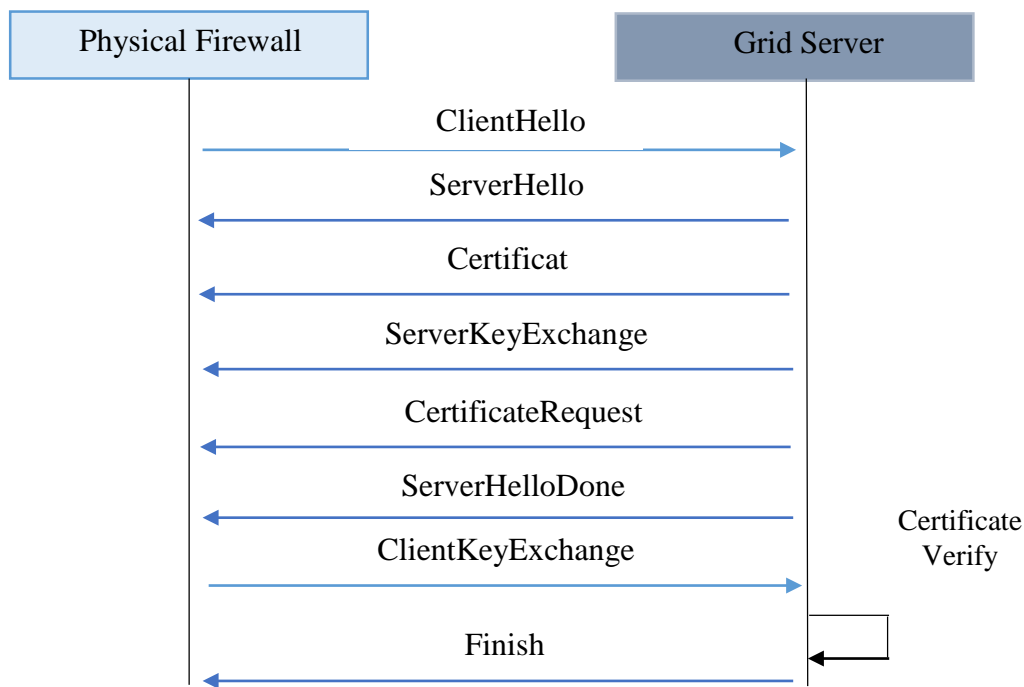 Physical Firewall
Grid Server
ClientHello
ServerHello
Certificat
ServerKeyExchange
CertificateRequest
ServerHelloDone
Certificate
Verify
ClientKeyExchange
Finish